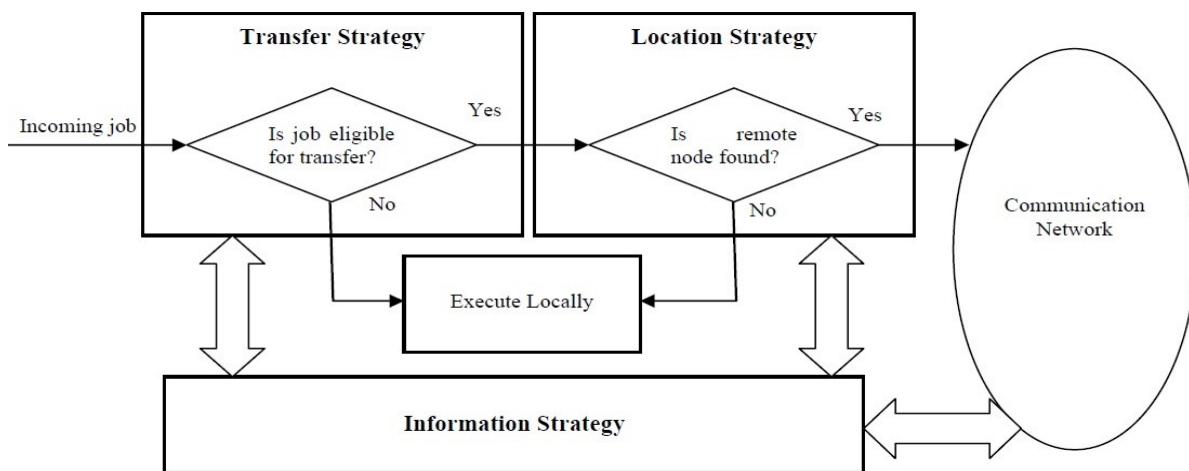 Transfer Strategy
Location Strategy
Incoming job
Is job eligible
for transfer?
Yes
No
Is remote
node found?
Yes
No
Communication
Network
Execute Locally
Information Strategy